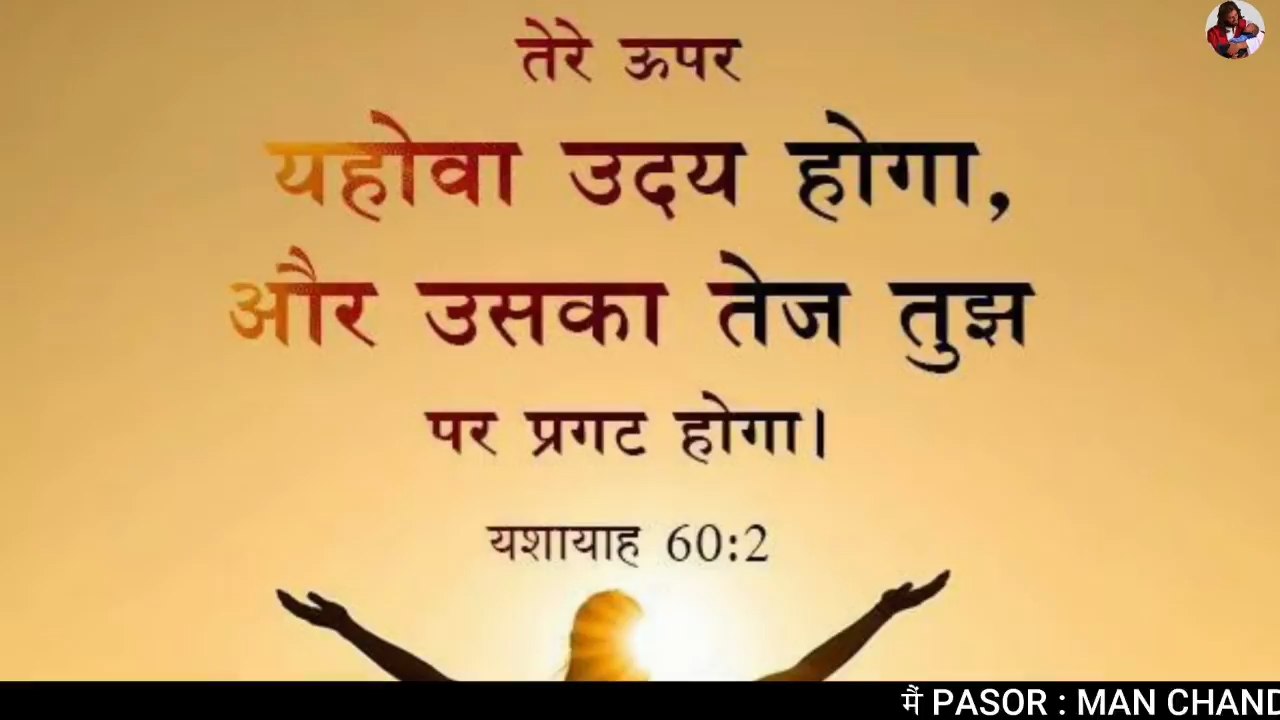 तेरे ऊपर
यहोवा उदय होगा,
और उसका तेज तुझ
पर प्रगट होगा।
यशायाह 60:2
मैं PASOR : MAN CHAND